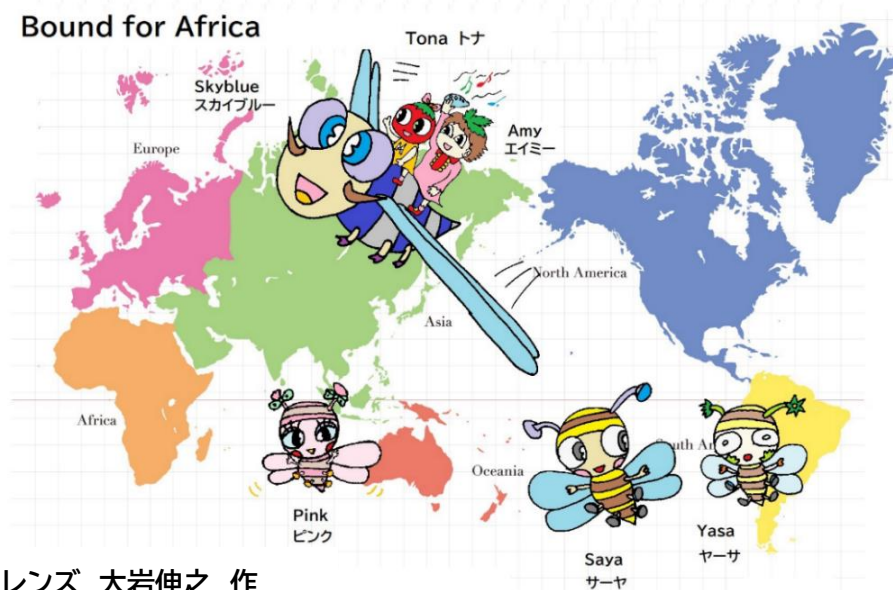 Bound for Africa
Tona トナ
Skyblue
スカイブルー
Amy
エイミー
Europe
North America
Asia
Africa
Oceania
South Am
Pink
ピンク
Yasa
ヤーサ
Saya
サーヤ
レンズ 大岩伸之 作